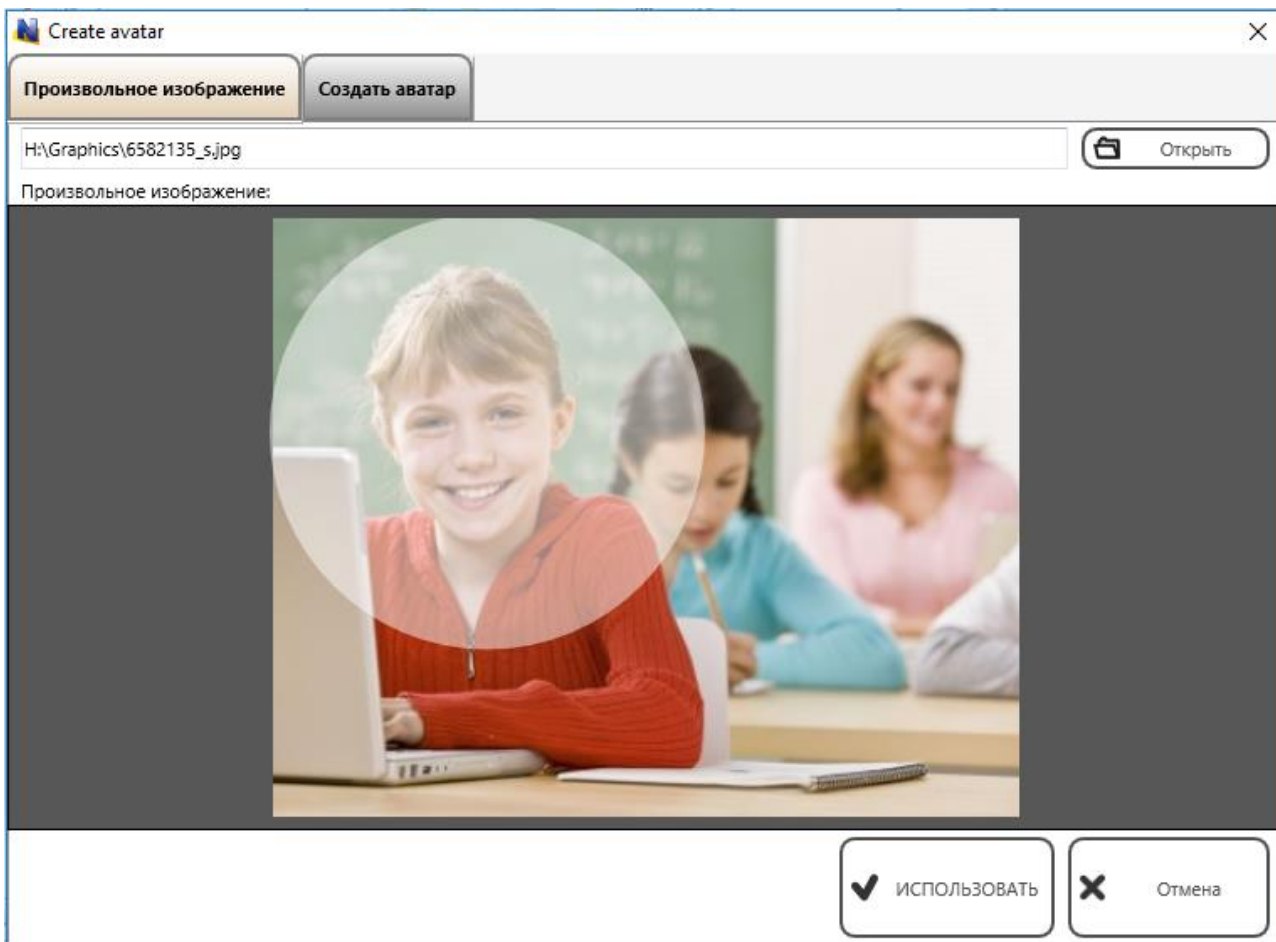 Create avatar
Произвольное изображение
Создать аватар
H:\Graphics\6582135_s.jpg
Открыть
Произвольное изображение:
ИСПОЛЬЗОВАТЬ
Отмена